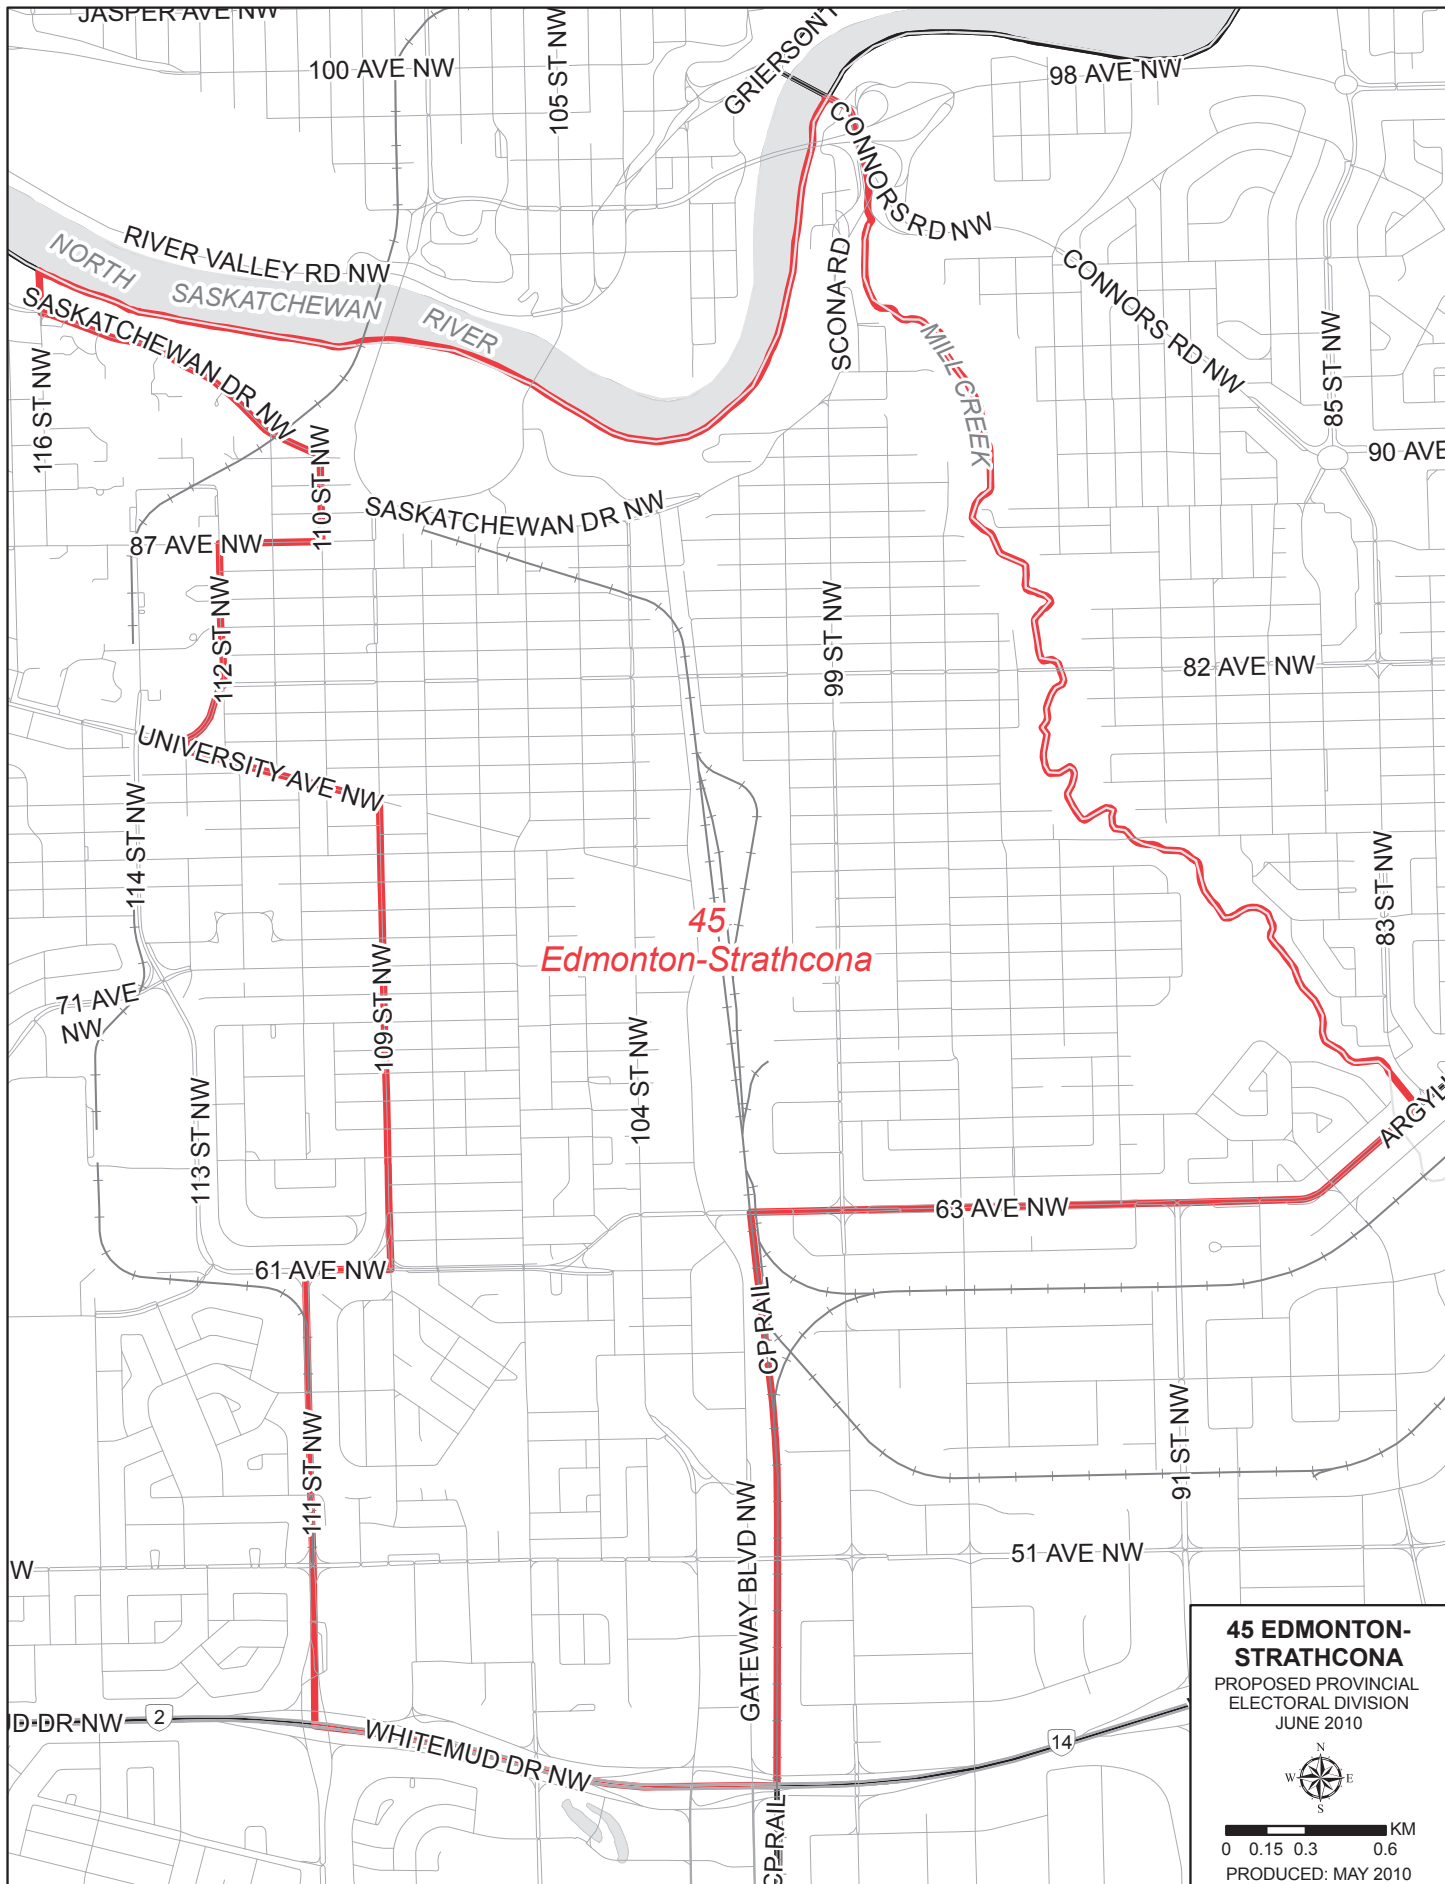 JASPER AVE NW
100 AVE NW
105 ST NW
GRIERSON
98 AVE NW
CONNORS RD NW
RIVER VALLEY RD NW
NORTH SASKATCHEWAN RIVER
SASKATCHEWAN DR NW
SCONA RD
CONNORS RD NW
MILL CREEK
85 ST NW
116 ST NW
110 ST NW
90 AVE
SASKATCHEWAN DR NW
87 AVE NW
112 ST NW
99 ST NW
82 AVE NW
UNIVERSITY AVE NW
114 ST NW
83 ST NW
45
Edmonton-Strathcona
109 ST NW
71 AVE
NW
104 ST NW
113 ST NW
ARGYL
63 AVE NW
61 AVE NW
CP RAIL
111 ST NW
91 ST NW
GATEWAY BLVD NW
51 AVE NW
W
UD DR NW
2
WHITEMUD DR NW
14
CP RAIL
45 EDMONTON-
STRATHCONA
PROPOSED PROVINCIAL
ELECTORAL DIVISION
JUNE 2010
N
W E
S
KM
0 0.15 0.3 0.6
PRODUCED: MAY 2010